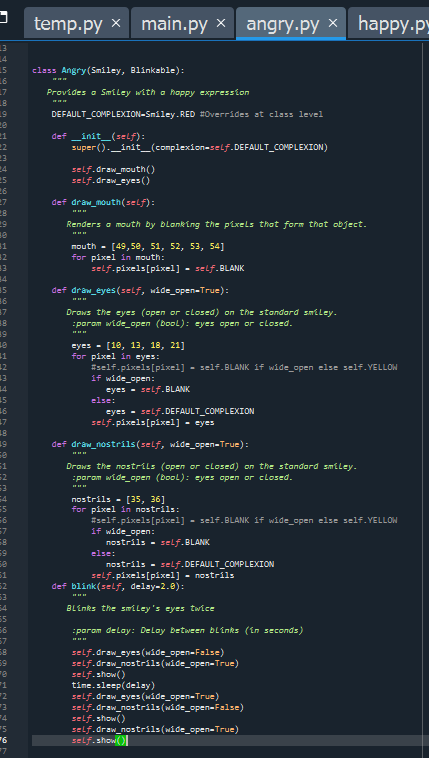 temp.py × main.py × angry.py × happy.py
13
14
15 class Angry(Smiley, Blinkable):
16 """
17 Provides a Smiley with a happy expression
18 """
19 DEFAULT_COMPLEXION=Smiley.RED #Overrides at class level
20
21 def __init__(self):
22 super().__init__(complexion=self.DEFAULT_COMPLEXION)
23
24 self.draw_mouth()
25 self.draw_eyes()
26
27 def draw_mouth(self):
28 """
29 Renders a mouth by blanking the pixels that form that object.
30 """
31 mouth = [49,50, 51, 52, 53, 54]
32 for pixel in mouth:
33 self.pixels[pixel] = self.BLANK
34
35 def draw_eyes(self, wide_open=True):
36 """
37 Draws the eyes (open or closed) on the standard smiley.
38 :param wide_open (bool): eyes open or closed.
39 """
40 eyes = [10, 13, 18, 21]
41 for pixel in eyes:
42 #self.pixels[pixel] = self.BLANK if wide_open else self.YELLOW
43 if wide_open:
44 eyes = self.BLANK
45 else:
46 eyes = self.DEFAULT_COMPLEXION
47 self.pixels[pixel] = eyes
48
49 def draw_nostrils(self, wide_open=True):
50 """
51 Draws the nostrils (open or closed) on the standard smiley.
52 :param wide_open (bool): eyes open or closed.
53 """
54 nostrils = [35, 36]
55 for pixel in nostrils:
56 #self.pixels[pixel] = self.BLANK if wide_open else self.YELLOW
57 if wide_open:
58 nostrils = self.BLANK
59 else:
60 nostrils = self.DEFAULT_COMPLEXION
61 self.pixels[pixel] = nostrils
62 def blink(self, delay=2.0):
63 """
64 Blinks the smiley's eyes twice
65
66 :param delay: Delay between blinks (in seconds)
67 """
68 self.draw_eyes(wide_open=False)
69 self.draw_nostrils(wide_open=True)
70 self.show()
71 time.sleep(delay)
72 self.draw_eyes(wide_open=True)
73 self.draw_nostrils(wide_open=False)
74 self.show()
75 self.draw_nostrils(wide_open=True)
76 self.show()
77